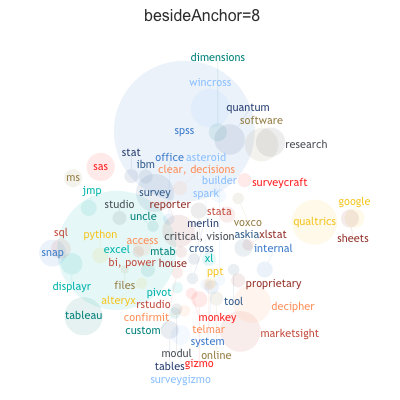 besideAnchor=8
dimensions
wincross
quantum
software
spss
research
stat
office asteroid
ibm
clear, decisions
sas
ms
builder
surveycraft
jmp
survey
spark
google
studio
reporter
stata
uncle
merlin
voxco
qualtrics
sql
python
access
critical, vision
askia
xlstat
sheets
snap
excel
mtab
cross
internal
bi, power
house
xl
ppt
displayr
files
pivot
proprietary
alteryx
rstudio
tool
decipher
tableau
confirmit
monkey
custom
telmar
marketsight
system
modul
online
tables
gizmo
surveygizmo